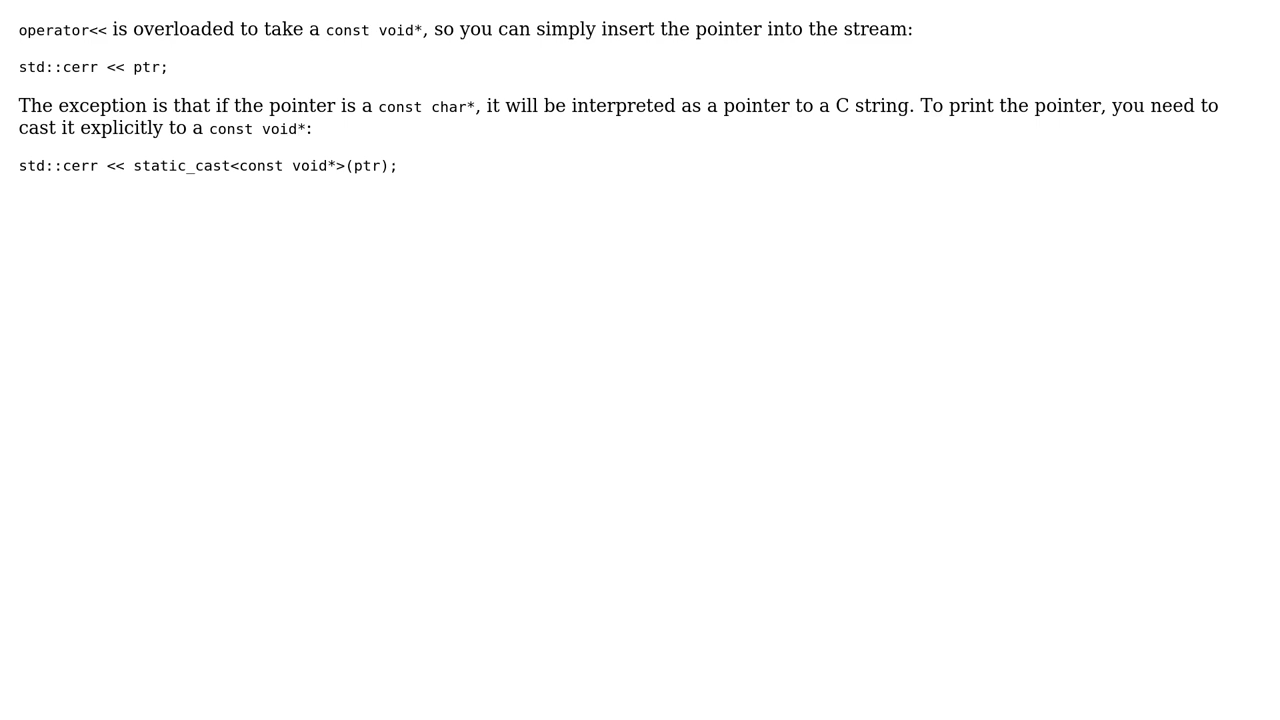 operator<< is overloaded to take a const void*, so you can simply insert the pointer into the stream:
std::cerr << ptr;
The exception is that if the pointer is a const char*, it will be interpreted as a pointer to a C string. To print the pointer, you need to
cast it explicitly to a const void*:
std::cerr << static_cast<const void*>(ptr);